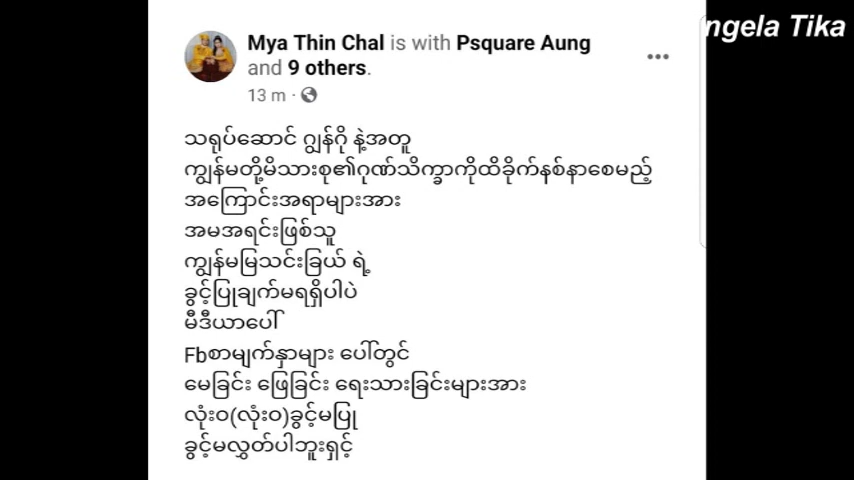 ngela Tika
Mya Thin Chal is with Psquare Aung
and 9 others.
13 m ·
သရုပ်ဆောင် ဂျွန်ဂို နဲ့အတူ
ကျွန်မတို့မိသားစု၏ဂုဏ်သိက္ခာကိုထိခိုက်နစ်နာစေမည့်
အကြောင်းအရာများအား
အမအရင်းဖြစ်သူ
ကျွန်မမြသင်းခြယ် ရဲ့
ခွင့်ပြုချက်မရရှိပါပဲ
မီဒီယာပေါ်
Fbစာမျက်နှာများ ပေါ်တွင်
မေခြင်း ဖြေခြင်း ရေးသားခြင်းများအား
လုံးဝ(လုံးဝ)ခွင့်မပြု
ခွင့်မလွှတ်ပါဘူးရှင့်